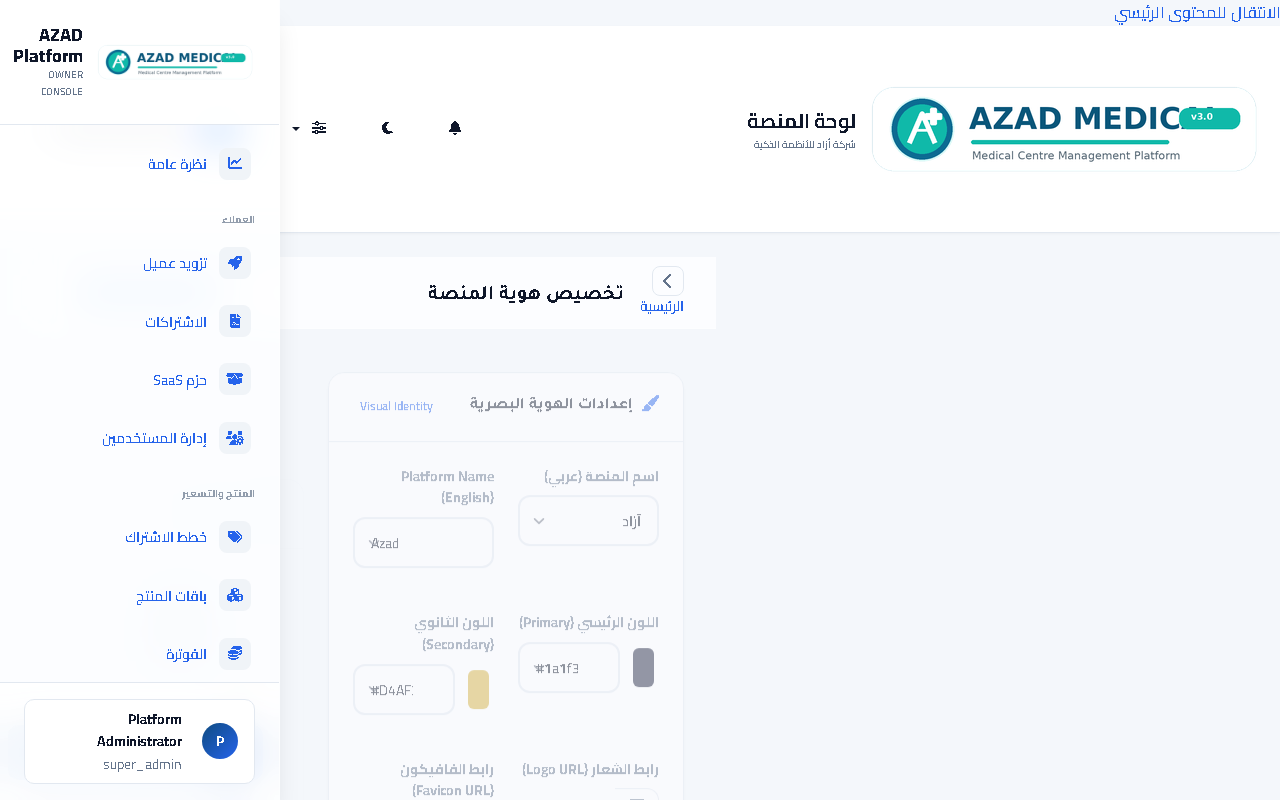 الانتقال للمحتوى الرئيسي
AZAD MEDIC
v3.0
Medical Centre Management Platform
لوحة المنصة
شركة أزاد للأنظمة الذكية
AZAD
Platform
OWNER
CONSOLE
AZAD MEDIC
v3.0
Medical Centre Management Platform
نظرة عامة
العملاء
تزويد عميل
الاشتراكات
حزم SaaS
إدارة المستخدمين
المنتج والتسعير
خطط الاشتراك
باقات المنتج
الفوترة
P
Platform
Administrator
super_admin
الرئيسية
تخصيص هوية المنصة
إعدادات الهوية البصرية
Visual Identity
اسم المنصة (عربي)
آزاد
Platform Name
(English)
Azad
اللون الرئيسي (Primary)
#1a1f3
اللون الثانوي
(Secondary)
#D4AF
رابط الشعار (Logo URL)
رابط الفافيكون
(Favicon URL)